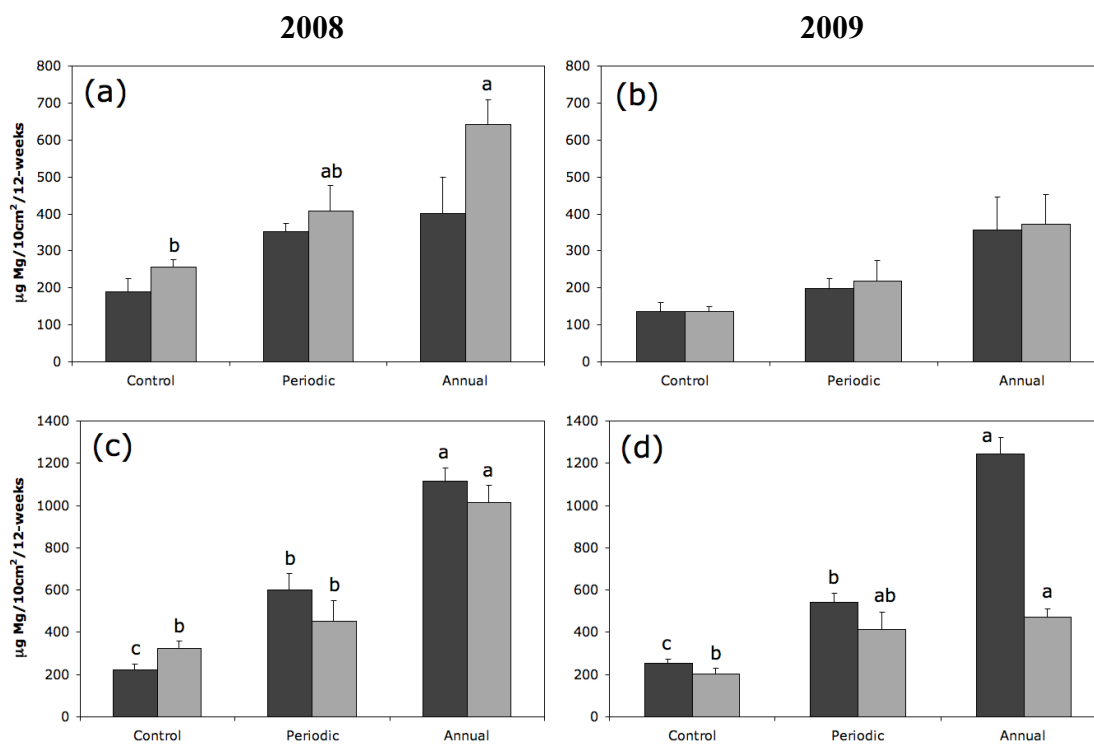 2008 2009
(a)
µg Mg/10cm²/12-weeks
800
700
600
500
400
300
200
100
0
b
ab
a
Control Periodic Annual
(b)
800
700
600
500
400
300
200
100
0
Control Periodic Annual
(c)
µg Mg/10cm²/12-weeks
1400
1200
1000
800
600
400
200
0
c b b b a a
Control Periodic Annual
(d)
1400
1200
1000
800
600
400
200
0
c b b ab a a
Control Periodic Annual